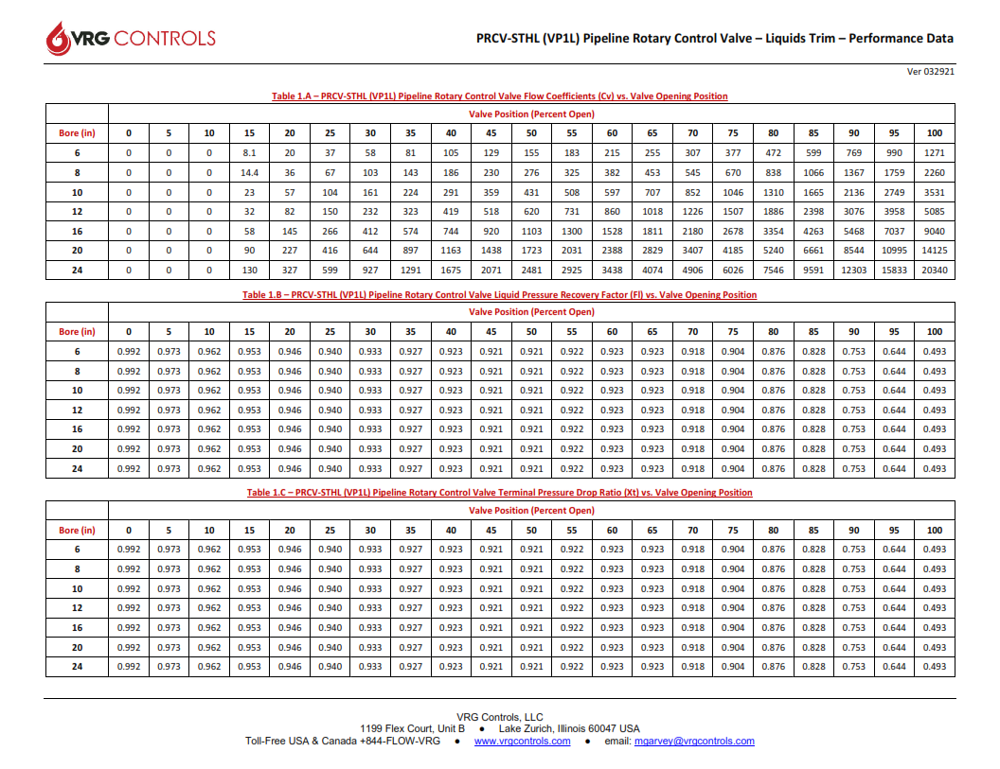 VRG CONTROLS
PRCV-STHL (VP1L) Pipeline Rotary Control Valve – Liquids Trim – Performance Data
Ver 032921
Table 1.A – PRCV-STHL (VP1L) Pipeline Rotary Control Valve Flow Coefficients (Cv) vs. Valve Opening Position
Valve Position (Percent Open)
Bore (in) 0 5 10 15 20 25 30 35 40 45 50 55 60 65 70 75 80 85 90 95 100
6 0 0 0 8.1 20 37 58 81 105 129 155 183 215 255 307 377 472 599 769 990 1271
8 0 0 0 14.4 36 67 103 143 186 230 276 325 382 453 545 670 838 1066 1367 1759 2260
10 0 0 0 23 57 104 161 224 291 359 431 508 597 707 852 1046 1310 1665 2136 2749 3531
12 0 0 0 32 82 150 232 323 419 518 620 731 860 1018 1226 1507 1886 2398 3076 3958 5085
16 0 0 0 58 145 266 412 574 744 920 1103 1300 1528 1811 2180 2678 3354 4263 5468 7037 9040
20 0 0 0 90 227 416 644 897 1163 1438 1723 2031 2388 2829 3407 4185 5240 6661 8544 10995 14125
24 0 0 0 130 327 599 927 1291 1675 2071 2481 2925 3438 4074 4906 6026 7546 9591 12303 15833 20340
Table 1.B – PRCV-STHL (VP1L) Pipeline Rotary Control Valve Liquid Pressure Recovery Factor (Fl) vs. Valve Opening Position
Valve Position (Percent Open)
Bore (in) 0 5 10 15 20 25 30 35 40 45 50 55 60 65 70 75 80 85 90 95 100
6 0.992 0.973 0.962 0.953 0.946 0.940 0.933 0.927 0.923 0.921 0.921 0.922 0.923 0.923 0.918 0.904 0.876 0.828 0.753 0.644 0.493
8 0.992 0.973 0.962 0.953 0.946 0.940 0.933 0.927 0.923 0.921 0.921 0.922 0.923 0.923 0.918 0.904 0.876 0.828 0.753 0.644 0.493
10 0.992 0.973 0.962 0.953 0.946 0.940 0.933 0.927 0.923 0.921 0.921 0.922 0.923 0.923 0.918 0.904 0.876 0.828 0.753 0.644 0.493
12 0.992 0.973 0.962 0.953 0.946 0.940 0.933 0.927 0.923 0.921 0.921 0.922 0.923 0.923 0.918 0.904 0.876 0.828 0.753 0.644 0.493
16 0.992 0.973 0.962 0.953 0.946 0.940 0.933 0.927 0.923 0.921 0.921 0.922 0.923 0.923 0.918 0.904 0.876 0.828 0.753 0.644 0.493
20 0.992 0.973 0.962 0.953 0.946 0.940 0.933 0.927 0.923 0.921 0.921 0.922 0.923 0.923 0.918 0.904 0.876 0.828 0.753 0.644 0.493
24 0.992 0.973 0.962 0.953 0.946 0.940 0.933 0.927 0.923 0.921 0.921 0.922 0.923 0.923 0.918 0.904 0.876 0.828 0.753 0.644 0.493
Table 1.C – PRCV-STHL (VP1L) Pipeline Rotary Control Valve Terminal Pressure Drop Ratio (Xt) vs. Valve Opening Position
Valve Position (Percent Open)
Bore (in) 0 5 10 15 20 25 30 35 40 45 50 55 60 65 70 75 80 85 90 95 100
6 0.992 0.973 0.962 0.953 0.946 0.940 0.933 0.927 0.923 0.921 0.921 0.922 0.923 0.923 0.918 0.904 0.876 0.828 0.753 0.644 0.493
8 0.992 0.973 0.962 0.953 0.946 0.940 0.933 0.927 0.923 0.921 0.921 0.922 0.923 0.923 0.918 0.904 0.876 0.828 0.753 0.644 0.493
10 0.992 0.973 0.962 0.953 0.946 0.940 0.933 0.927 0.923 0.921 0.921 0.922 0.923 0.923 0.918 0.904 0.876 0.828 0.753 0.644 0.493
12 0.992 0.973 0.962 0.953 0.946 0.940 0.933 0.927 0.923 0.921 0.921 0.922 0.923 0.923 0.918 0.904 0.876 0.828 0.753 0.644 0.493
16 0.992 0.973 0.962 0.953 0.946 0.940 0.933 0.927 0.923 0.921 0.921 0.922 0.923 0.923 0.918 0.904 0.876 0.828 0.753 0.644 0.493
20 0.992 0.973 0.962 0.953 0.946 0.940 0.933 0.927 0.923 0.921 0.921 0.922 0.923 0.923 0.918 0.904 0.876 0.828 0.753 0.644 0.493
24 0.992 0.973 0.962 0.953 0.946 0.940 0.933 0.927 0.923 0.921 0.921 0.922 0.923 0.923 0.918 0.904 0.876 0.828 0.753 0.644 0.493
VRG Controls, LLC
1199 Flex Court, Unit B ● Lake Zurich, Illinois 60047 USA
Toll-Free USA & Canada +844-FLOW-VRG ● www.vrgcontrols.com ● email: mgarvey@vrgcontrols.com